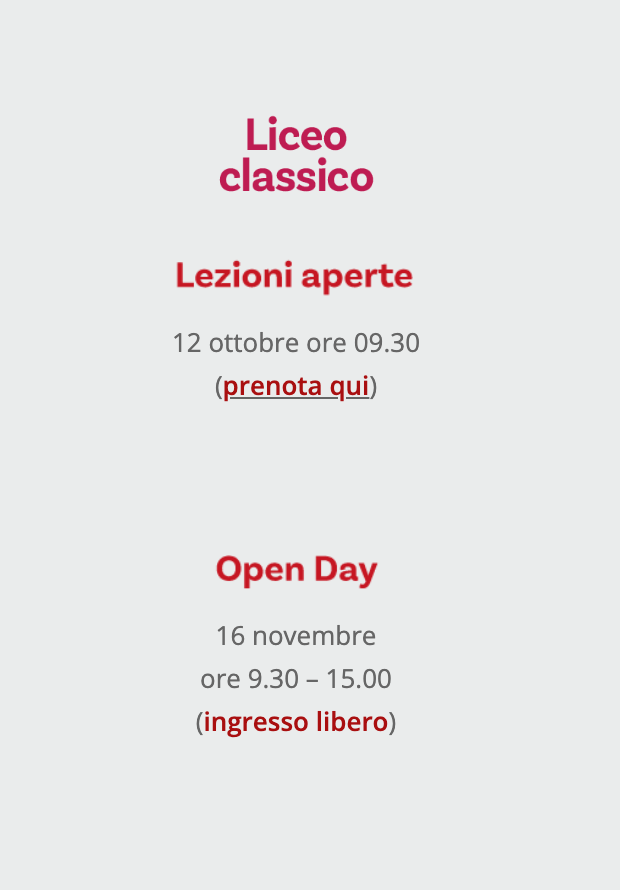 Liceo
classico
Lezioni aperte
12 ottobre ore 09.30
(prenota qui)
Open Day
16 novembre
ore 9.30 – 15.00
(ingresso libero)